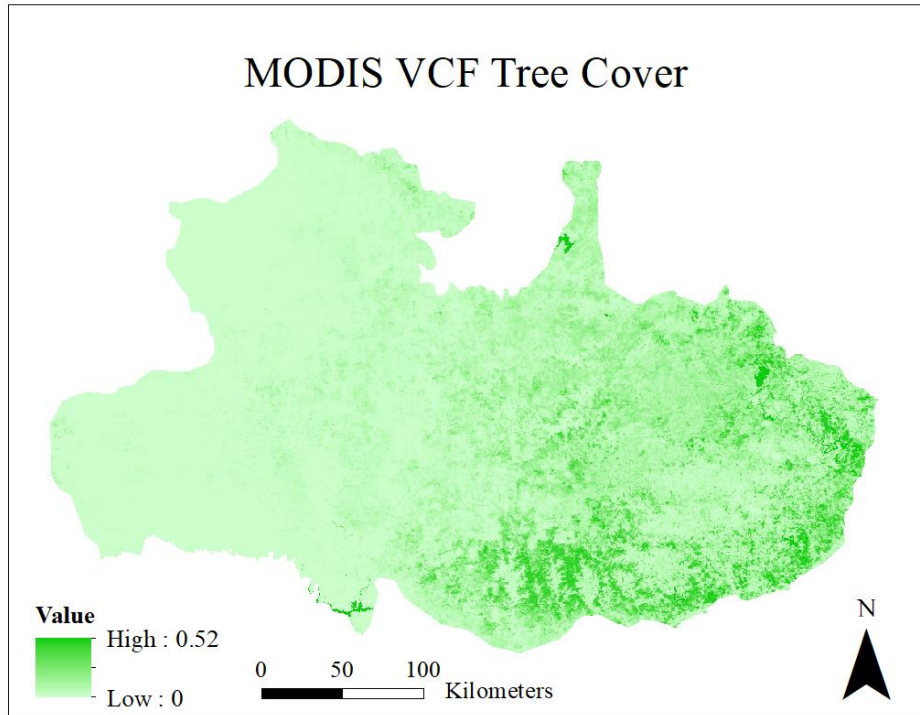 MODIS VCF Tree Cover
Value
High : 0.52
Low : 0
0 50 100
Kilometers
N